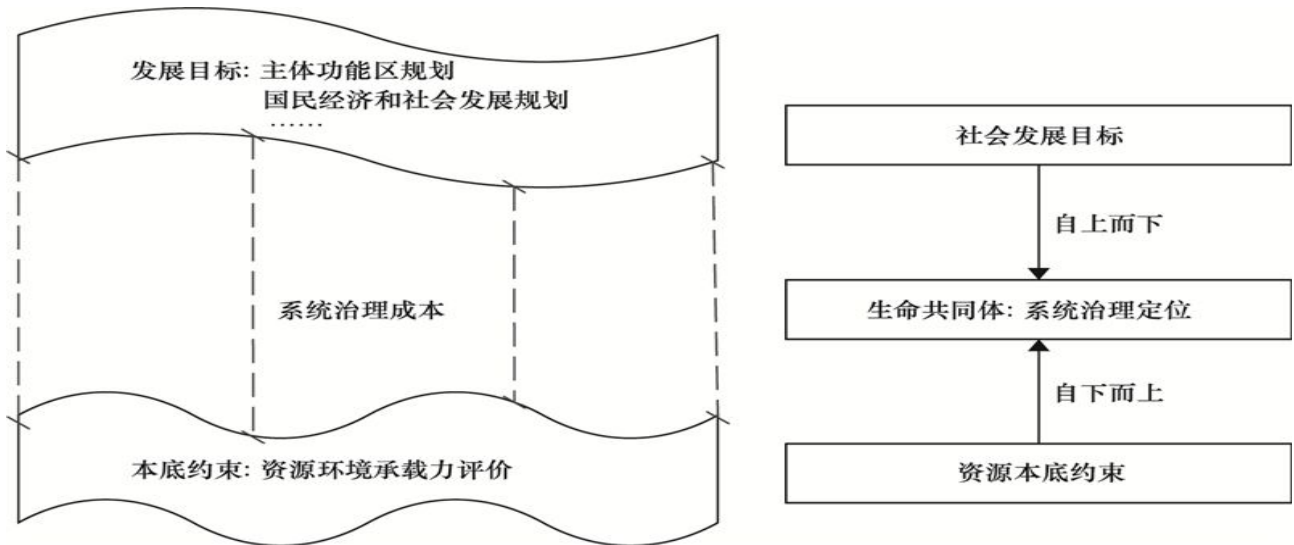 发展目标: 主体功能区规划
国民经济和社会发展规划
......
系统治理成本
本底约束: 资源环境承载力评价
社会发展目标
自上而下
生命共同体: 系统治理定位
自下而上
资源本底约束